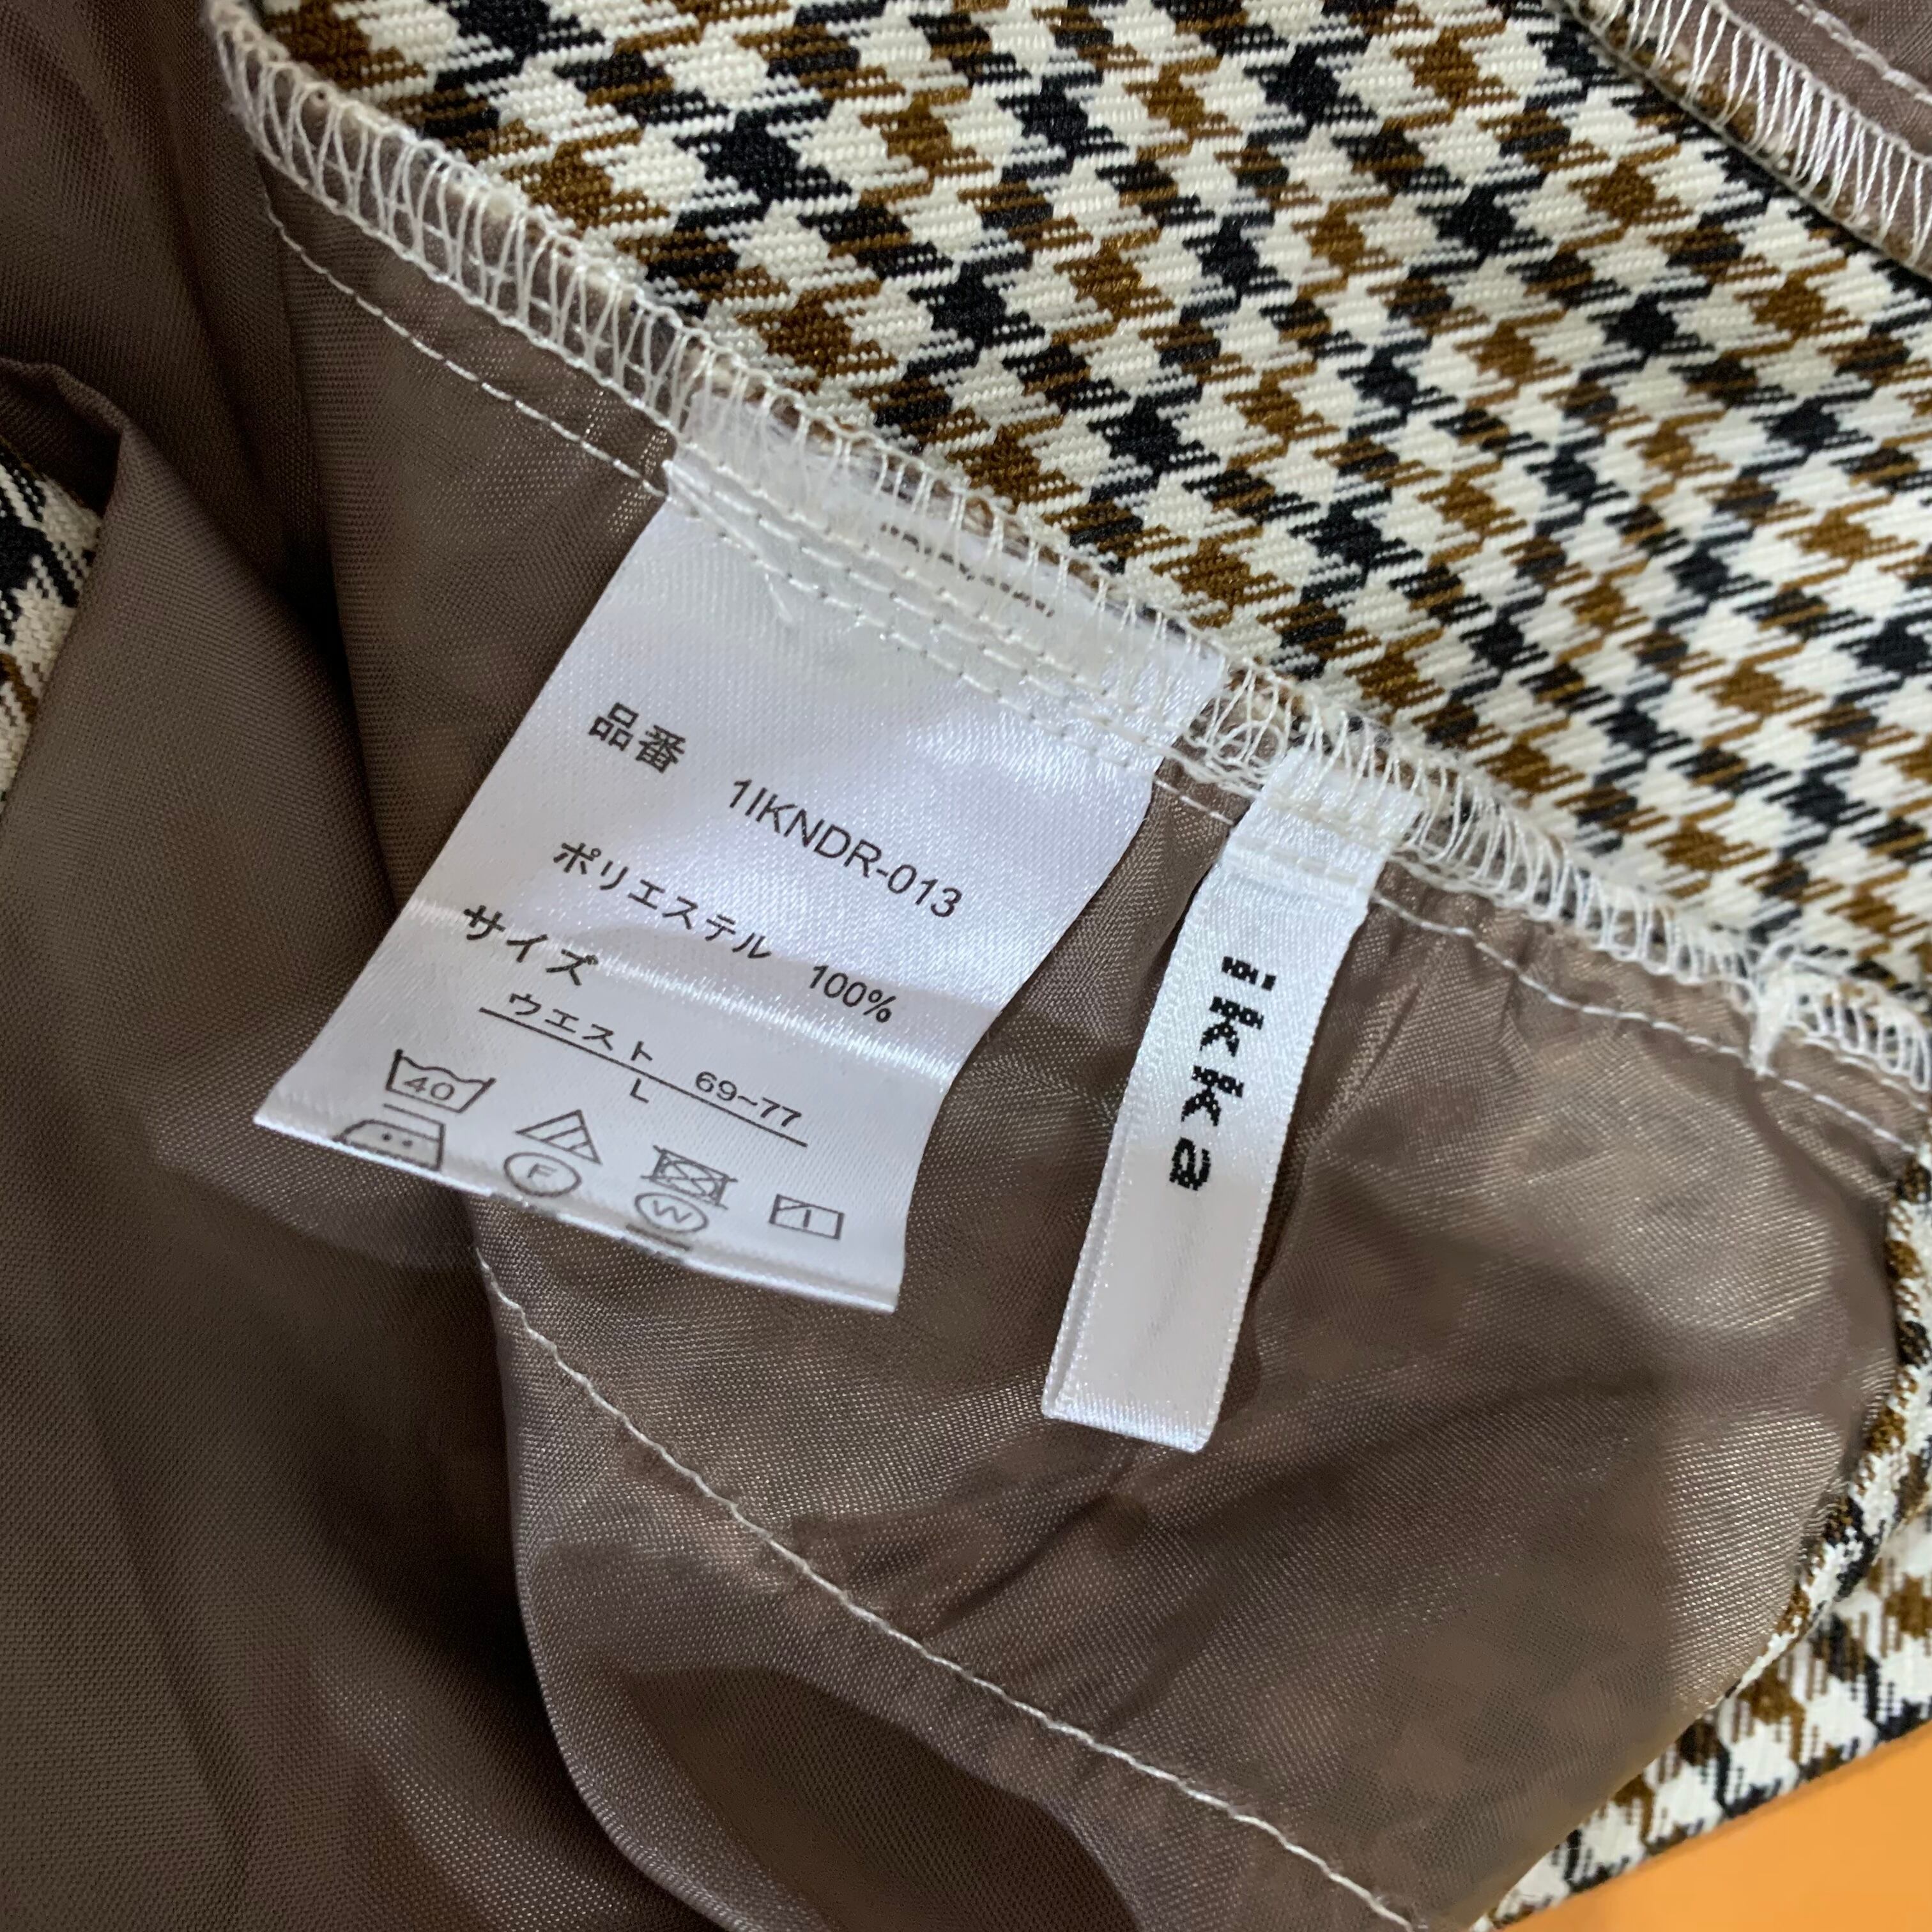 品番
1IKNDR-013
ポリエステル 100%
サイズ
ウエスト 69~77
L
40
F
W
ikka